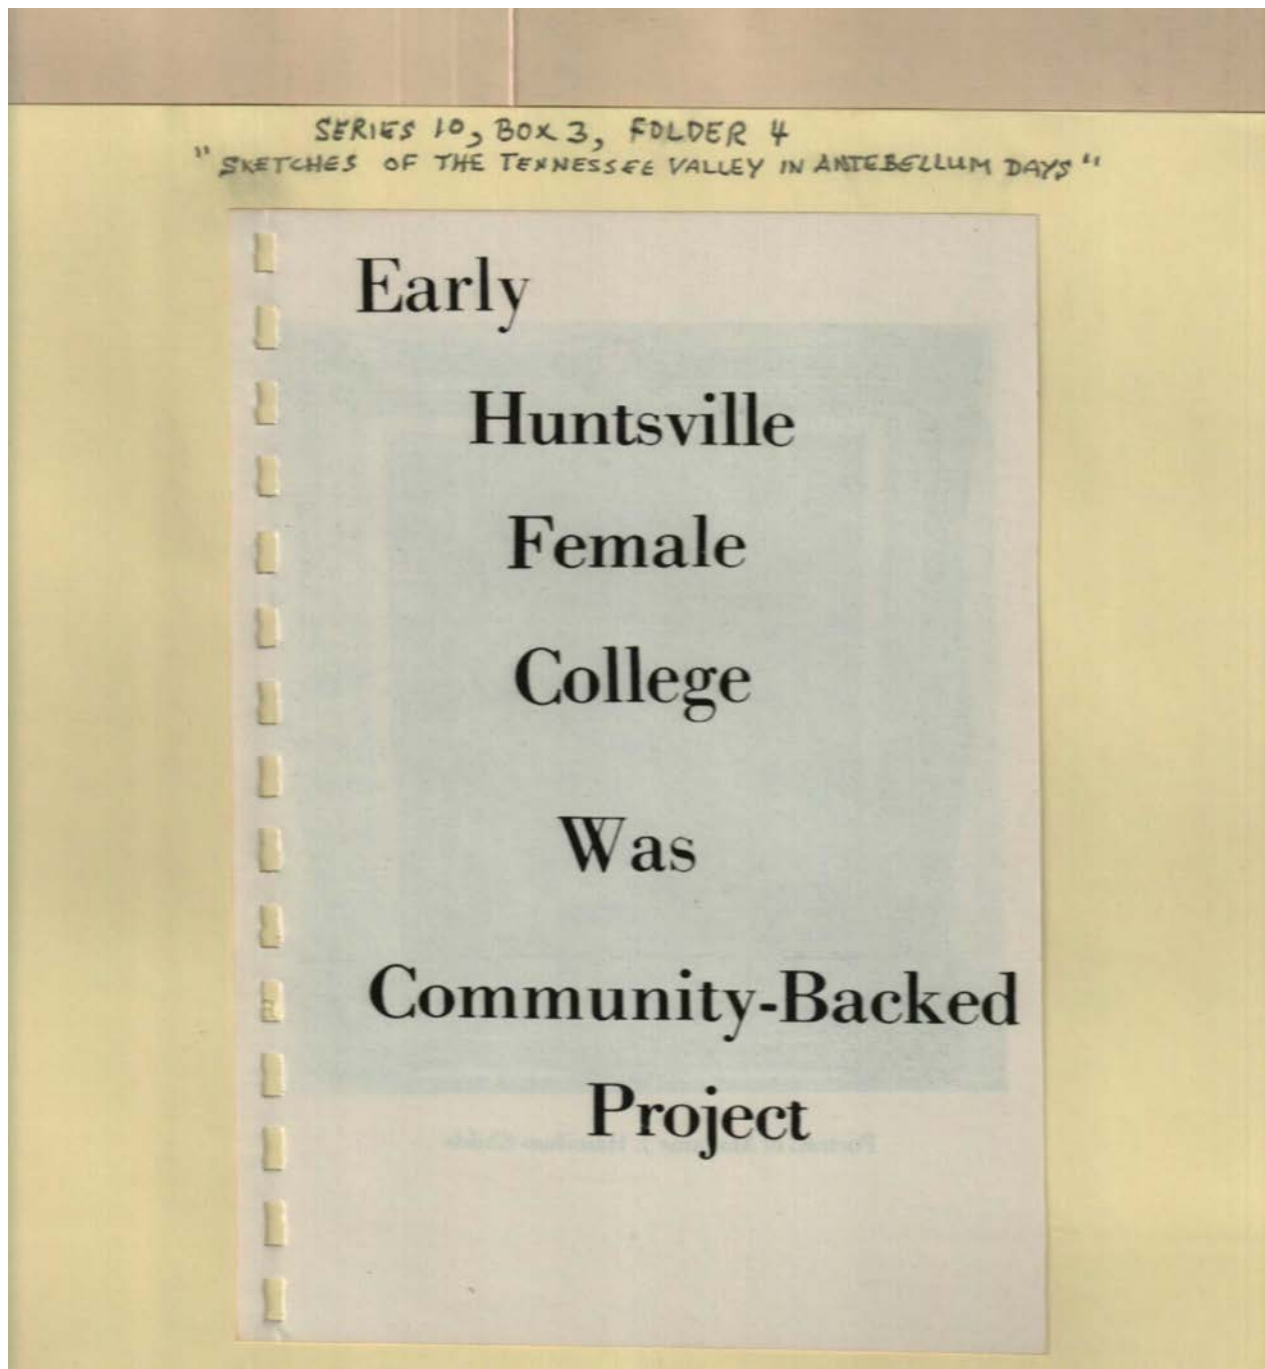 SERIES 10, BOX 3, FOLDER 4
"SKETCHES OF THE TENNESSEE VALLEY IN ANTEBELLUM DAYS"
Early
Huntsville
Female
College
Was
Community-Backed
Project